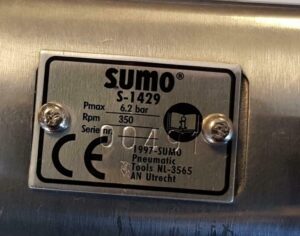 SUMO®
S-1429
Pmax 6.2 bar
Rpm 350
Serie nr.
CE
1997-SUMO
Pneumatic
Tools NL-3565
AN Utrecht